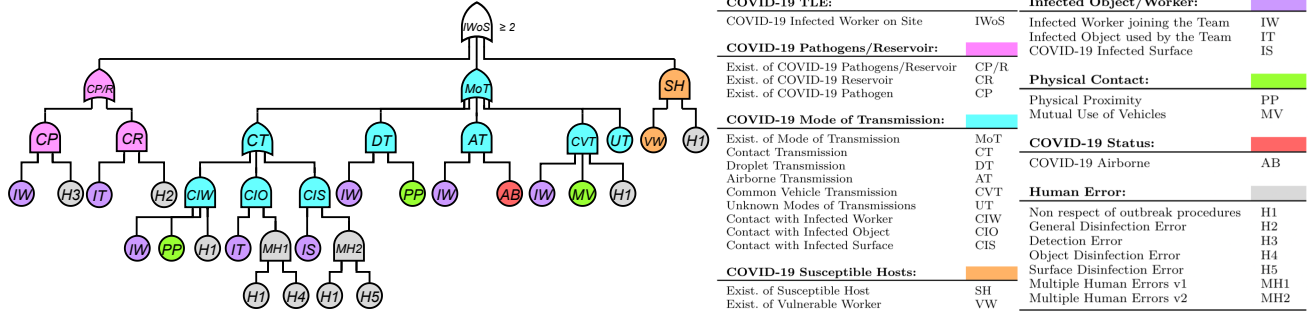 IWoS ≥ 2
CP/R MoT SH
CP CR CT DT AT CVT UT VW H1
IW H3 IT H2 CIW CIO CIS IW PP IW AB IW MV H1
IW PP H1 IT MH1 IS MH2
H1 H4 H1 H5
COVID-19 TLE:
COVID-19 Infected Worker on Site IWoS
COVID-19 Pathogens/Reservoir:
Exist. of COVID-19 Pathogens/Reservoir CP/R
Exist. of COVID-19 Reservoir CR
Exist. of COVID-19 Pathogen CP
COVID-19 Mode of Transmission:
Exist. of Mode of Transmission MoT
Contact Transmission CT
Droplet Transmission DT
Airborne Transmission AT
Common Vehicle Transmission CVT
Unknown Modes of Transmissions UT
Contact with Infected Worker CIW
Contact with Infected Object CIO
Contact with Infected Surface CIS
COVID-19 Susceptible Hosts:
Exist. of Susceptible Host SH
Exist. of Vulnerable Worker VW
Infected Object/Worker:
Infected Worker joining the Team IW
Infected Object used by the Team IT
COVID-19 Infected Surface IS
Physical Contact:
Physical Proximity PP
Mutual Use of Vehicles MV
COVID-19 Status:
COVID-19 Airborne AB
Human Error:
Non respect of outbreak procedures H1
General Disinfection Error H2
Detection Error H3
Object Disinfection Error H4
Surface Disinfection Error H5
Multiple Human Errors v1 MH1
Multiple Human Errors v2 MH2